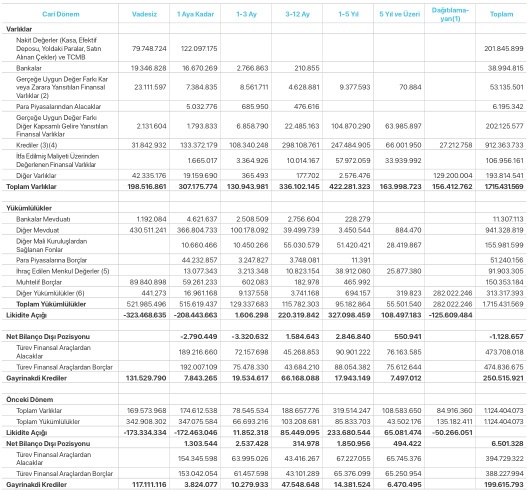 Cari Dönem Vadesiz 1 Aya Kadar 1-3 Ay 3-12 Ay 1-5 Yıl 5 Yıl ve Üzeri Dağıtılama-yan(1) Toplam
Varlıklar
Nakit Değerler (Kasa, Efektif Deposu, Yoldaki Paralar, Satın Alınan Çekler) ve TCMB 79.748.724 122.097.175 201.845.899
Bankalar 19.346.828 16.670.269 2.766.863 210.855 38.994.815
Gerçeğe Uygun Değer Farkı Kar veya Zarara Yansıtılan Finansal Varlıklar (2) 23.111.597 7.384.835 8.561.711 4.628.881 9.377.593 70.884 53.135.501
Para Piyasalarından Alacaklar 5.032.776 685.950 476.616 6.195.342
Gerçeğe Uygun Değer Farkı Diğer Kapsamlı Gelire Yansıtılan Finansal Varlıklar 2.131.604 1.793.833 6.858.790 22.485.163 104.870.290 63.985.897 202.125.577
Krediler (3)(4) 31.842.932 133.372.179 108.340.248 298.108.761 247.484.905 66.001.950 27.212.758 912.363.733
İtfa Edilmiş Maliyeti Üzerinden Değerlenen Finansal Varlıklar 1.665.017 3.364.926 10.014.167 57.972.059 33.939.992 106.956.161
Diğer Varlıklar 42.335.176 19.159.690 365.493 177.702 2.576.476 129.200.004 193.814.541
Toplam Varlıklar 198.516.861 307.175.774 130.943.981 336.102.145 422.281.323 163.998.723 156.412.762 1.715.431.569
Yükümlülükler
Bankalar Mevduatı 1.192.084 4.621.637 2.508.509 2.756.604 228.279 11.307.113
Diğer Mevduat 430.511.241 366.804.733 100.178.092 39.499.739 3.450.544 884.470 941.328.819
Diğer Mali Kuruluşlardan Sağlanan Fonlar 10.660.466 10.450.266 55.030.579 51.420.421 28.419.867 155.981.599
Para Piyasalarına Borçlar 44.232.857 3.247.827 3.748.081 11.391 51.240.156
İhraç Edilen Menkul Değerler (5) 13.077.343 3.213.348 10.823.154 38.912.080 25.877.380 91.903.305
Muhtelif Borçlar 89.840.898 59.261.233 602.083 182.978 465.992 150.353.184
Diğer Yükümlülükler (6) 441.273 16.961.168 9.137.558 3.741.168 694.157 319.823 282.022.246 313.317.393
Toplam Yükümlülükler 521.985.496 515.619.437 129.337.683 115.782.303 95.182.864 55.501.540 282.022.246 1.715.431.569
Likidite Açığı -323.468.635 -208.443.663 1.606.298 220.319.842 327.098.459 108.497.183 -125.609.484
Net Bilanço Dışı Pozisyonu -2.790.449 -3.320.632 1.584.643 2.846.840 550.941 -1.128.657
Türev Finansal Araçlardan Alacaklar 189.216.660 72.157.698 45.268.853 90.901.222 76.163.585 473.708.018
Türev Finansal Araçlardan Borçlar 192.007.109 75.478.330 43.684.210 88.054.382 75.612.644 474.836.675
Gayrinakdi Krediler 131.529.790 7.843.265 19.534.617 66.168.088 17.943.149 7.497.012 250.515.921
Önceki Dönem
Toplam Varlıklar 169.573.968 174.612.538 78.545.534 188.657.776 319.514.247 108.583.650 84.916.360 1.124.404.073
Toplam Yükümlülükler 342.908.302 347.075.584 66.693.216 103.208.681 85.833.703 43.502.176 135.182.411 1.124.404.073
Likidite Açığı -173.334.334 -172.463.046 11.852.318 85.449.095 233.680.544 65.081.474 -50.266.051
Net Bilanço Dışı Pozisyonu 1.303.544 2.537.428 314.978 1.850.956 494.422 6.501.328
Türev Finansal Araçlardan Alacaklar 154.345.598 63.995.026 43.416.267 67.227.055 65.745.376 394.729.322
Türev Finansal Araçlardan Borçlar 153.042.054 61.457.598 43.101.289 65.376.099 65.250.954 388.227.994
Gayrinakdi Krediler 117.111.116 3.824.077 10.279.933 47.548.648 14.381.524 6.470.495 199.615.793